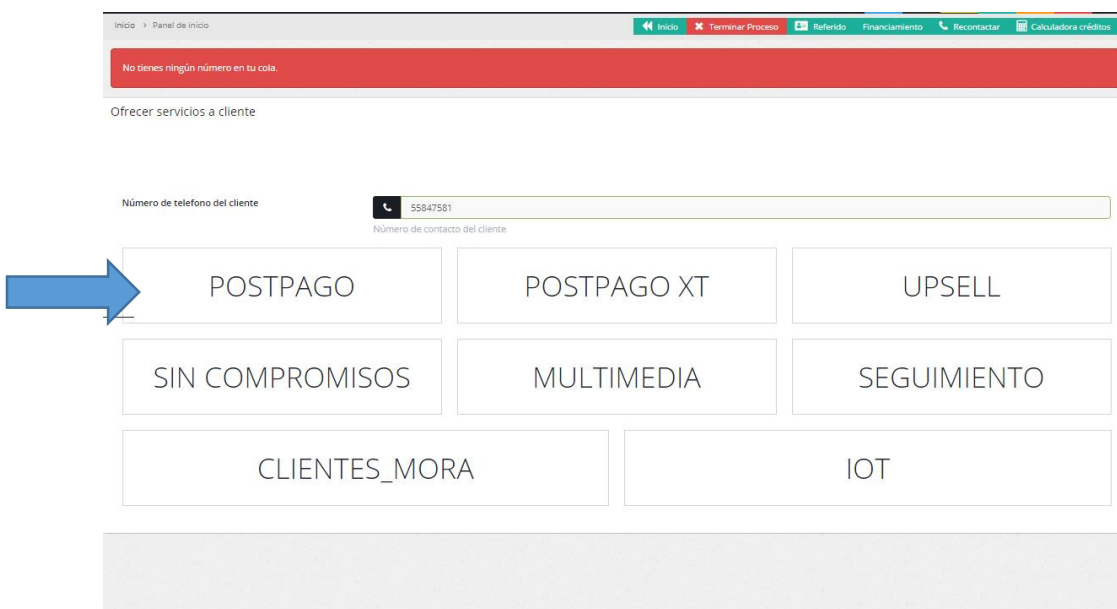 Inicio > Panel de inicio
Inicio Terminar Proceso Referido Financiamiento Recontactar Calculadora créditos
No tienes ningún número en tu cola.
Ofrecer servicios a cliente
Número de telefono del cliente
55847581
Número de contacto del cliente
POSTPAGO POSTPAGO XT UPSELL
SIN COMPROMISOS MULTIMEDIA SEGUIMIENTO
CLIENTES_MORA IOT